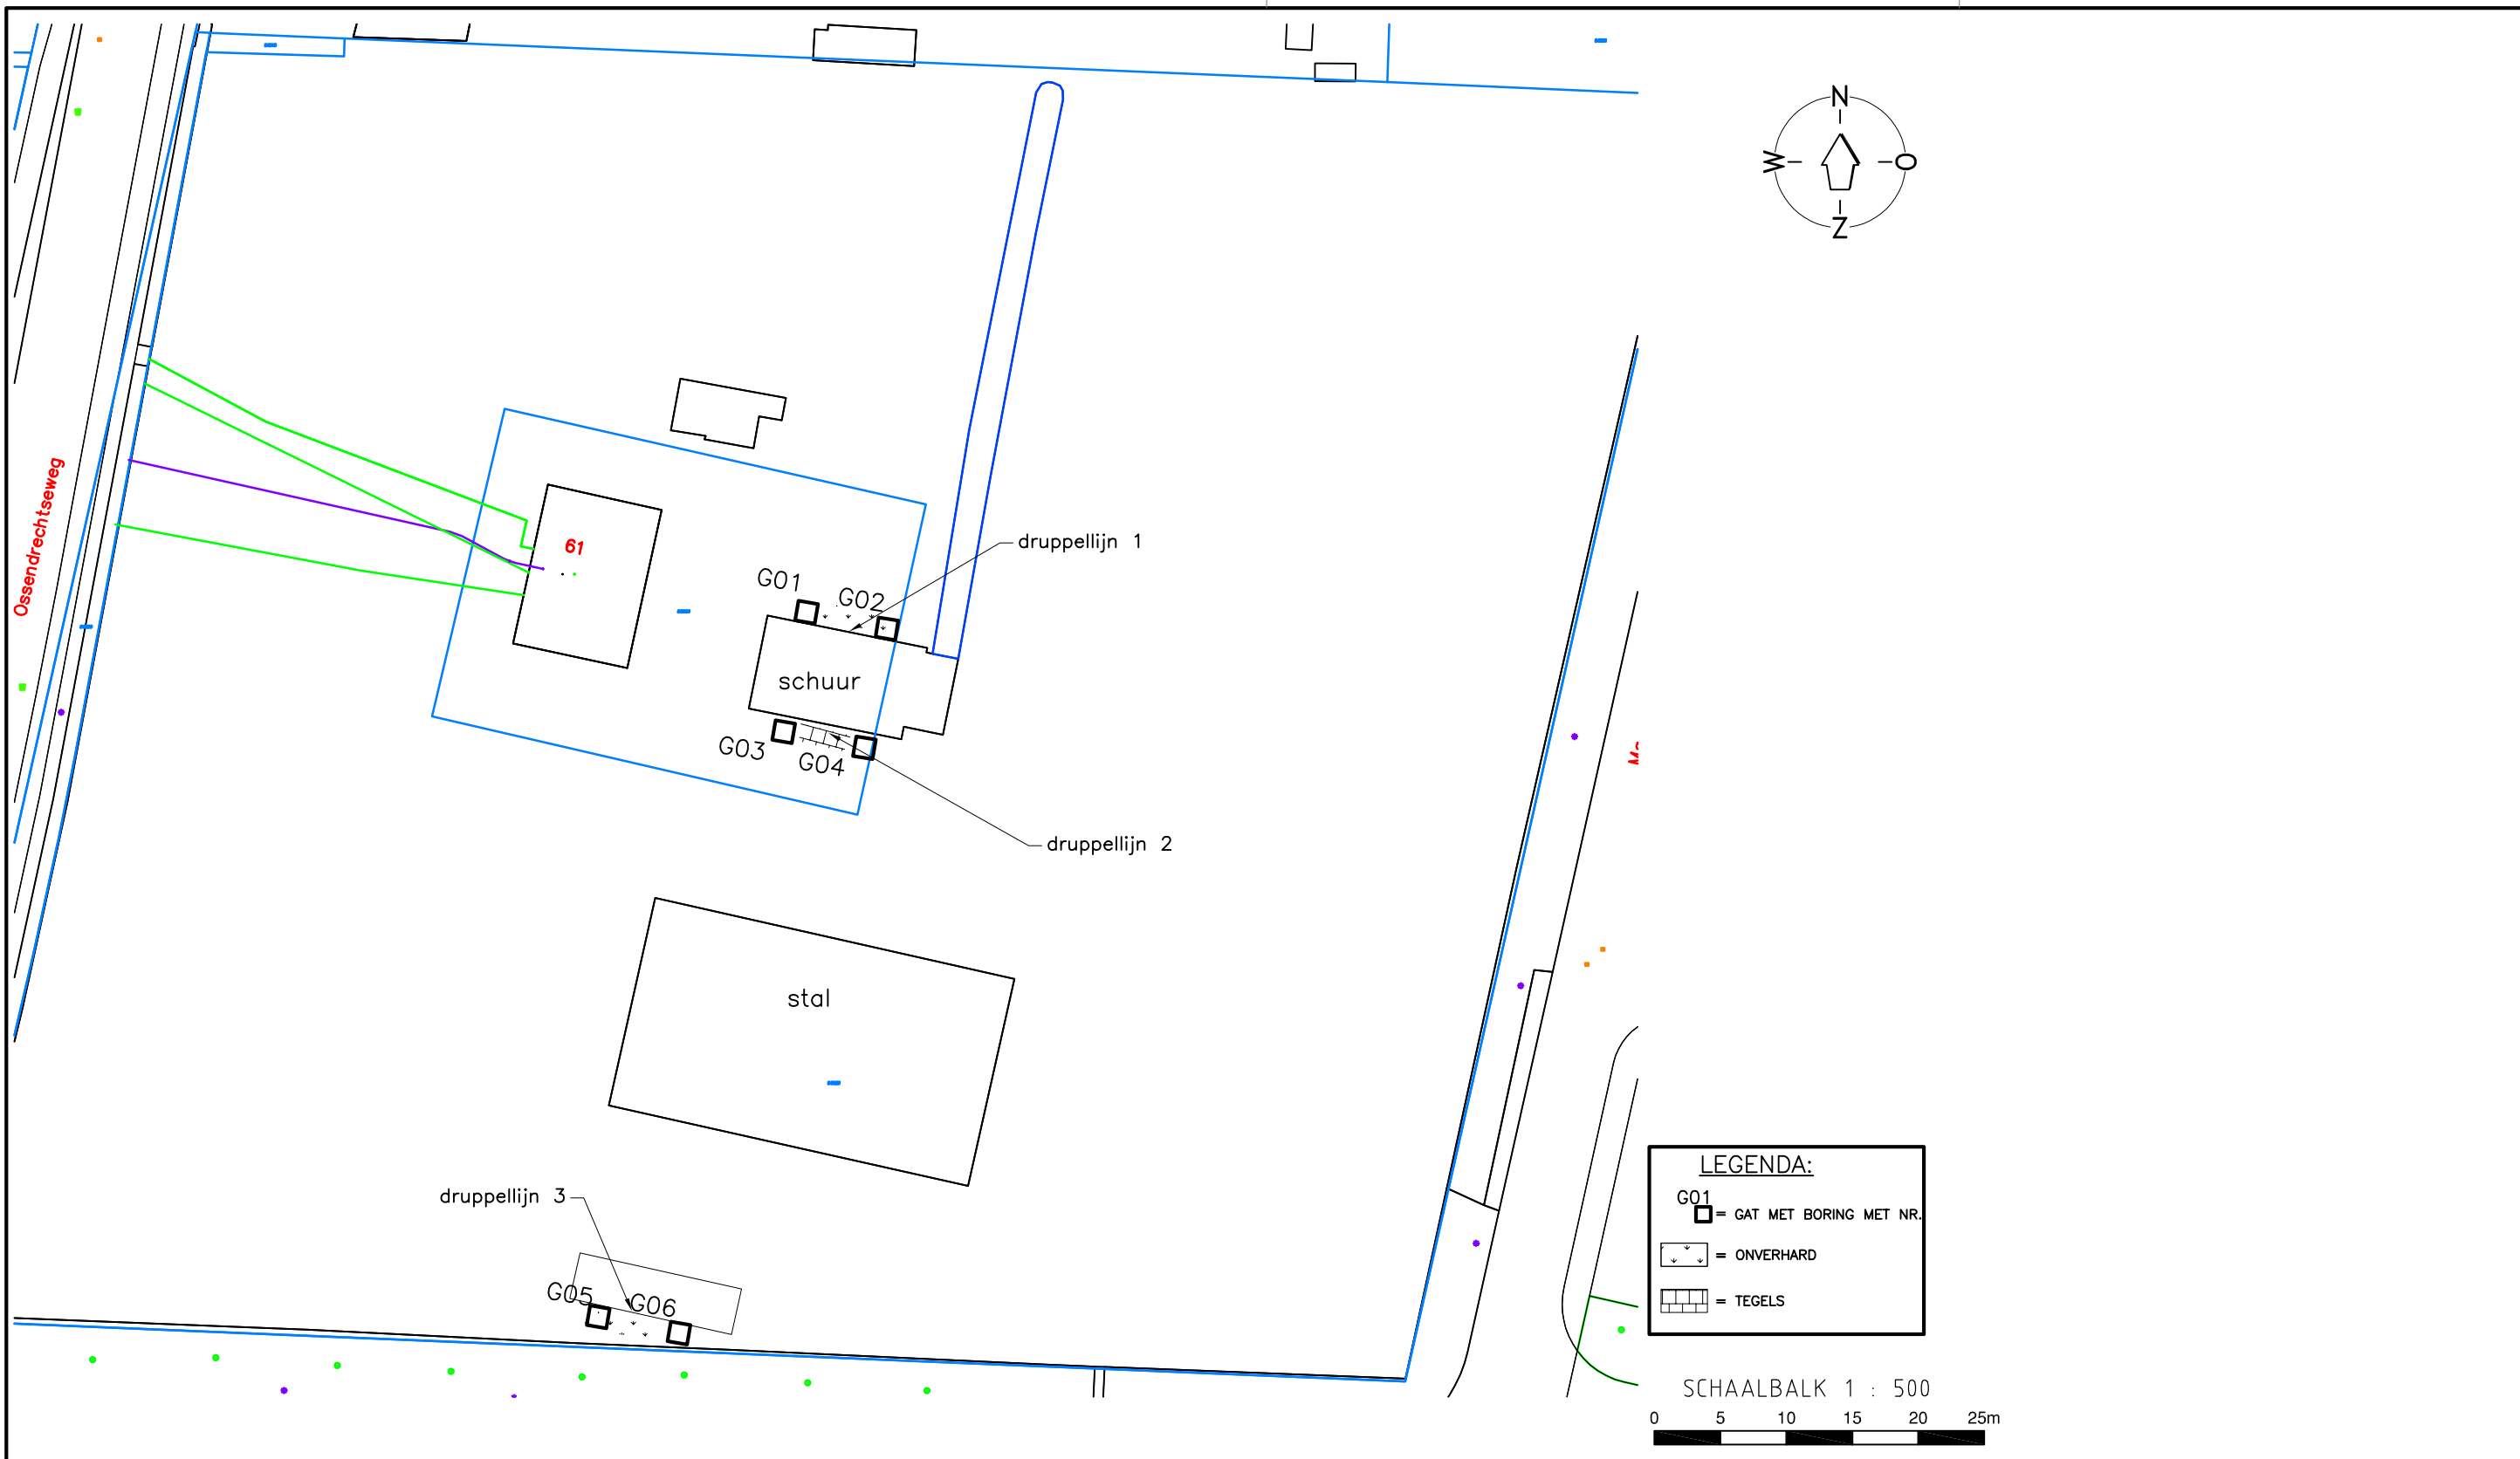 N
W
O
Z
Ossendrechtseweg
61
druppellijn 1
G01
G02
schuur
G03
G04
druppellijn 2
stal
druppellijn 3
G05
G06
LEGENDA:
G01
= GAT MET BORING MET NR.
= ONVERHARD
= TEGELS
SCHAALBALK 1 : 500
0 5 10 15 20 25m